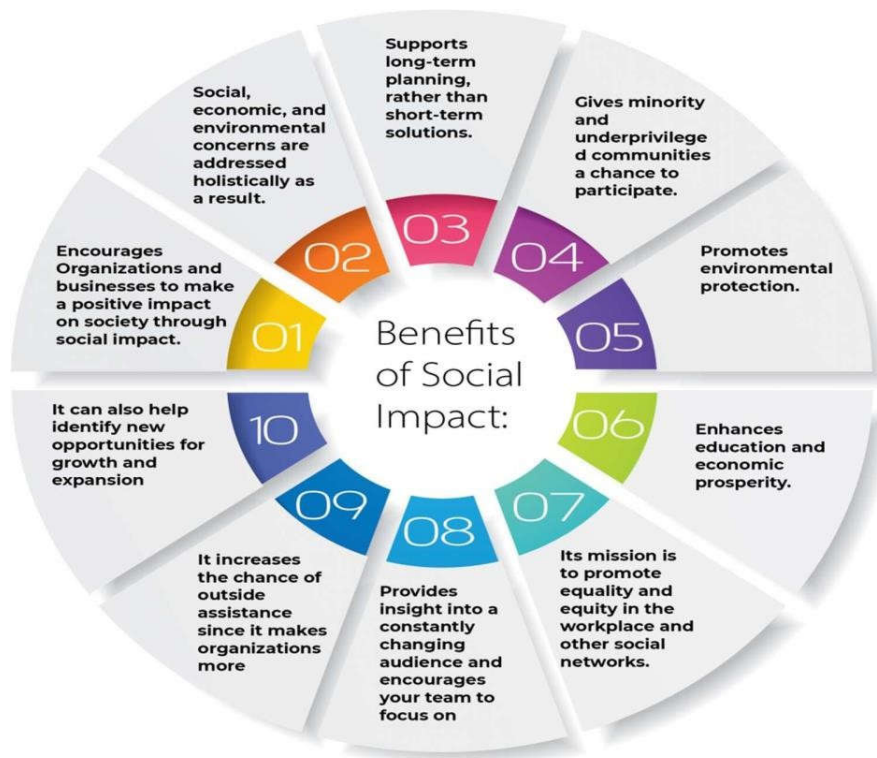 Benefits
of Social
Impact:
01
Encourages
Organizations and
businesses to make
a positive impact
on society through
social impact.
02
Social,
economic, and
environmental
concerns are
addressed
holistically as
a result.
03
Supports
long-term
planning,
rather than
short-term
solutions.
04
Gives minority
and
underprivilege
d communities
a chance to
participate.
05
Promotes
environmental
protection.
06
Enhances
education and
economic
prosperity.
07
Its mission is
to promote
equality and
equity in the
workplace and
other social
networks.
08
Provides
insight into a
constantly
changing
audience and
encourages
your team to
focus on
09
It increases
the chance of
outside
assistance
since it makes
organizations
more
10
It can also help
identify new
opportunities for
growth and
expansion